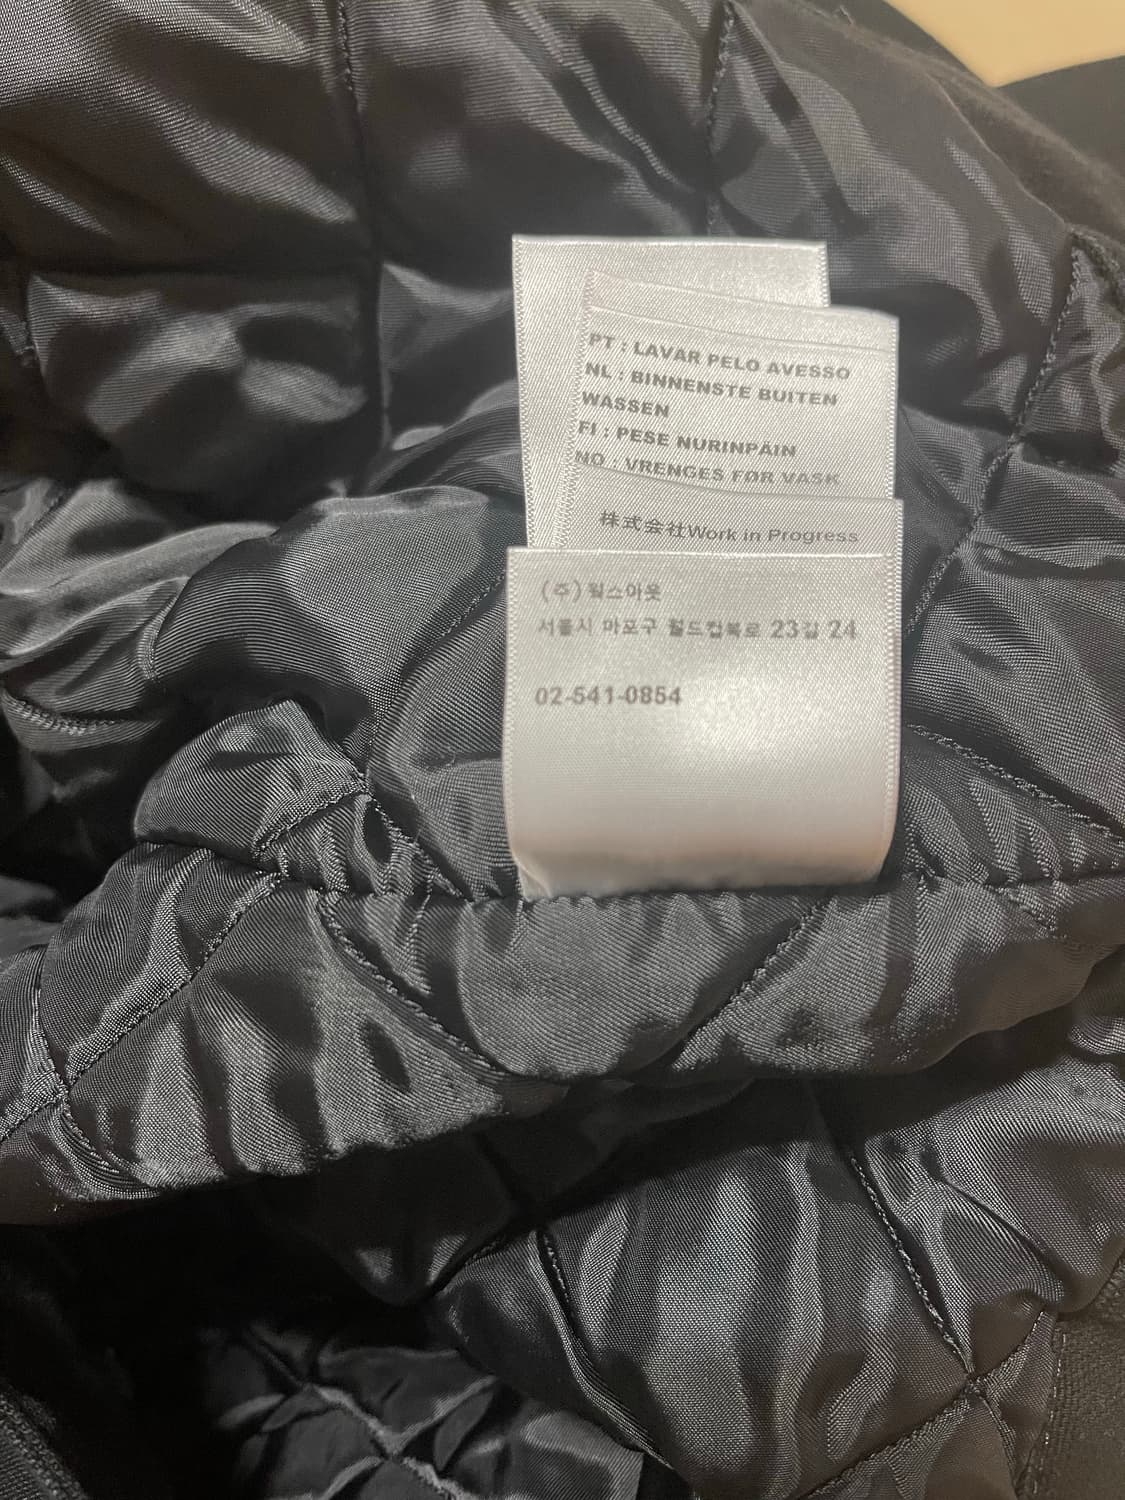 PT : LAVAR PELO AVESSO
NL : BINNENSTE BUITEN
WASSEN
FI : PESE NURINPÄIN
NO : VRENGES FØR VASK
株式会社Work in Progress
(주) 웍스아웃
서울시 마포구 월드컵북로 23길 24
02-541-0854